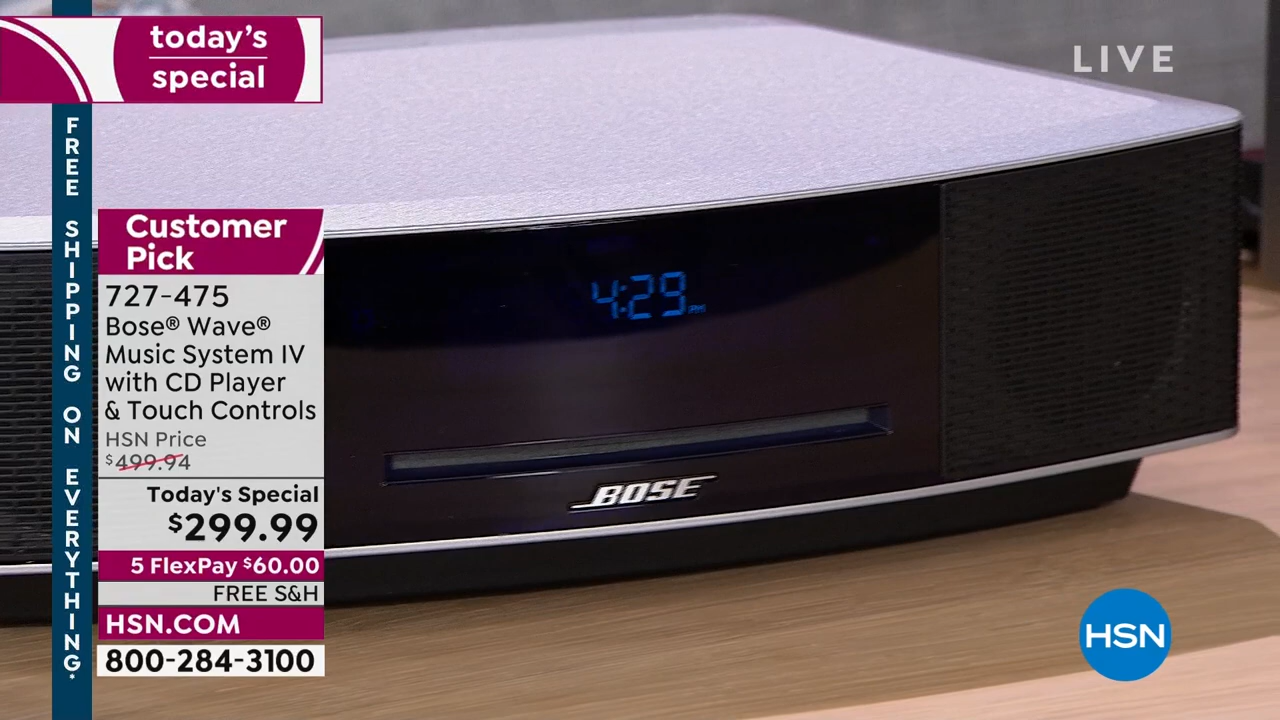 today's
special
LIVE
FREE SHIPPING ON EVERYTHING.*
Customer
Pick
727-475
Bose® Wave®
Music System IV
with CD Player
& Touch Controls
HSN Price
$499.94
Today's Special
$299.99
5 FlexPay $60.00
FREE S&H
HSN.COM
800-284-3100
4:29 PM
BOSE
HSN